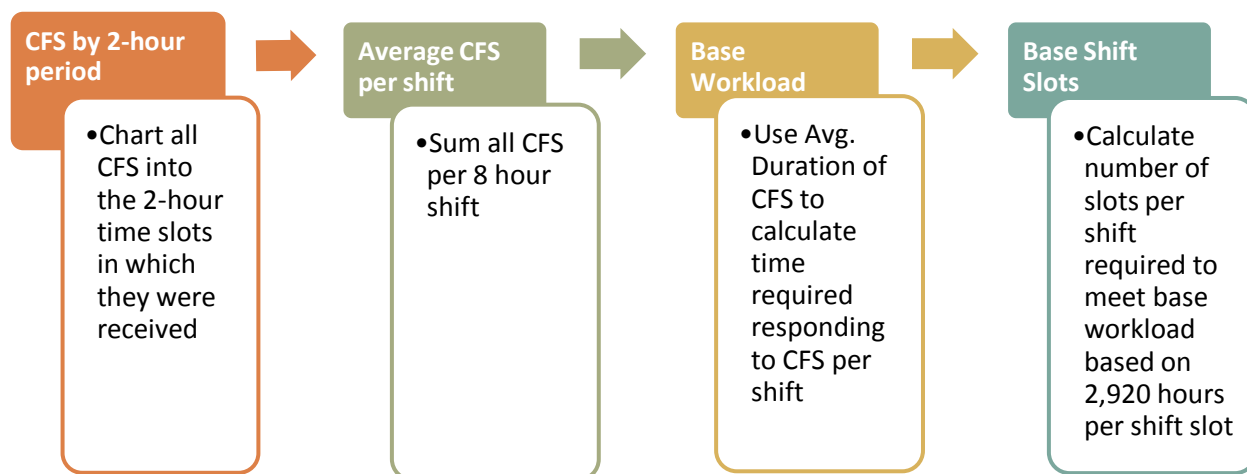 CFS by 2-hour
period
•Chart all
CFS into
the 2-hour
time slots
in which
they were
received
Average CFS
per shift
•Sum all CFS
per 8 hour
shift
Base
Workload
•Use Avg.
Duration of
CFS to
calculate
time
required
responding
to CFS per
shift
Base Shift
Slots
•Calculate
number of
slots per
shift
required to
meet base
workload
based on
2,920 hours
per shift slot